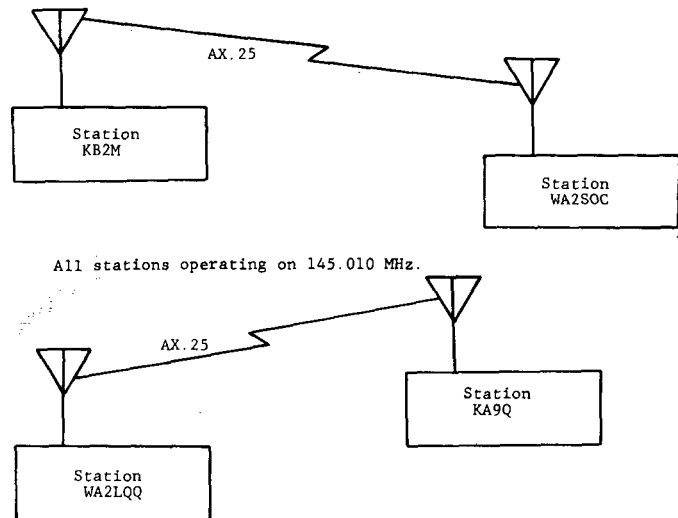 AX.25
Station
KB2M
Station
WA2SOC
All stations operating on 145.010 MHz.
AX.25
Station
KA9Q
Station
WA2LQQ